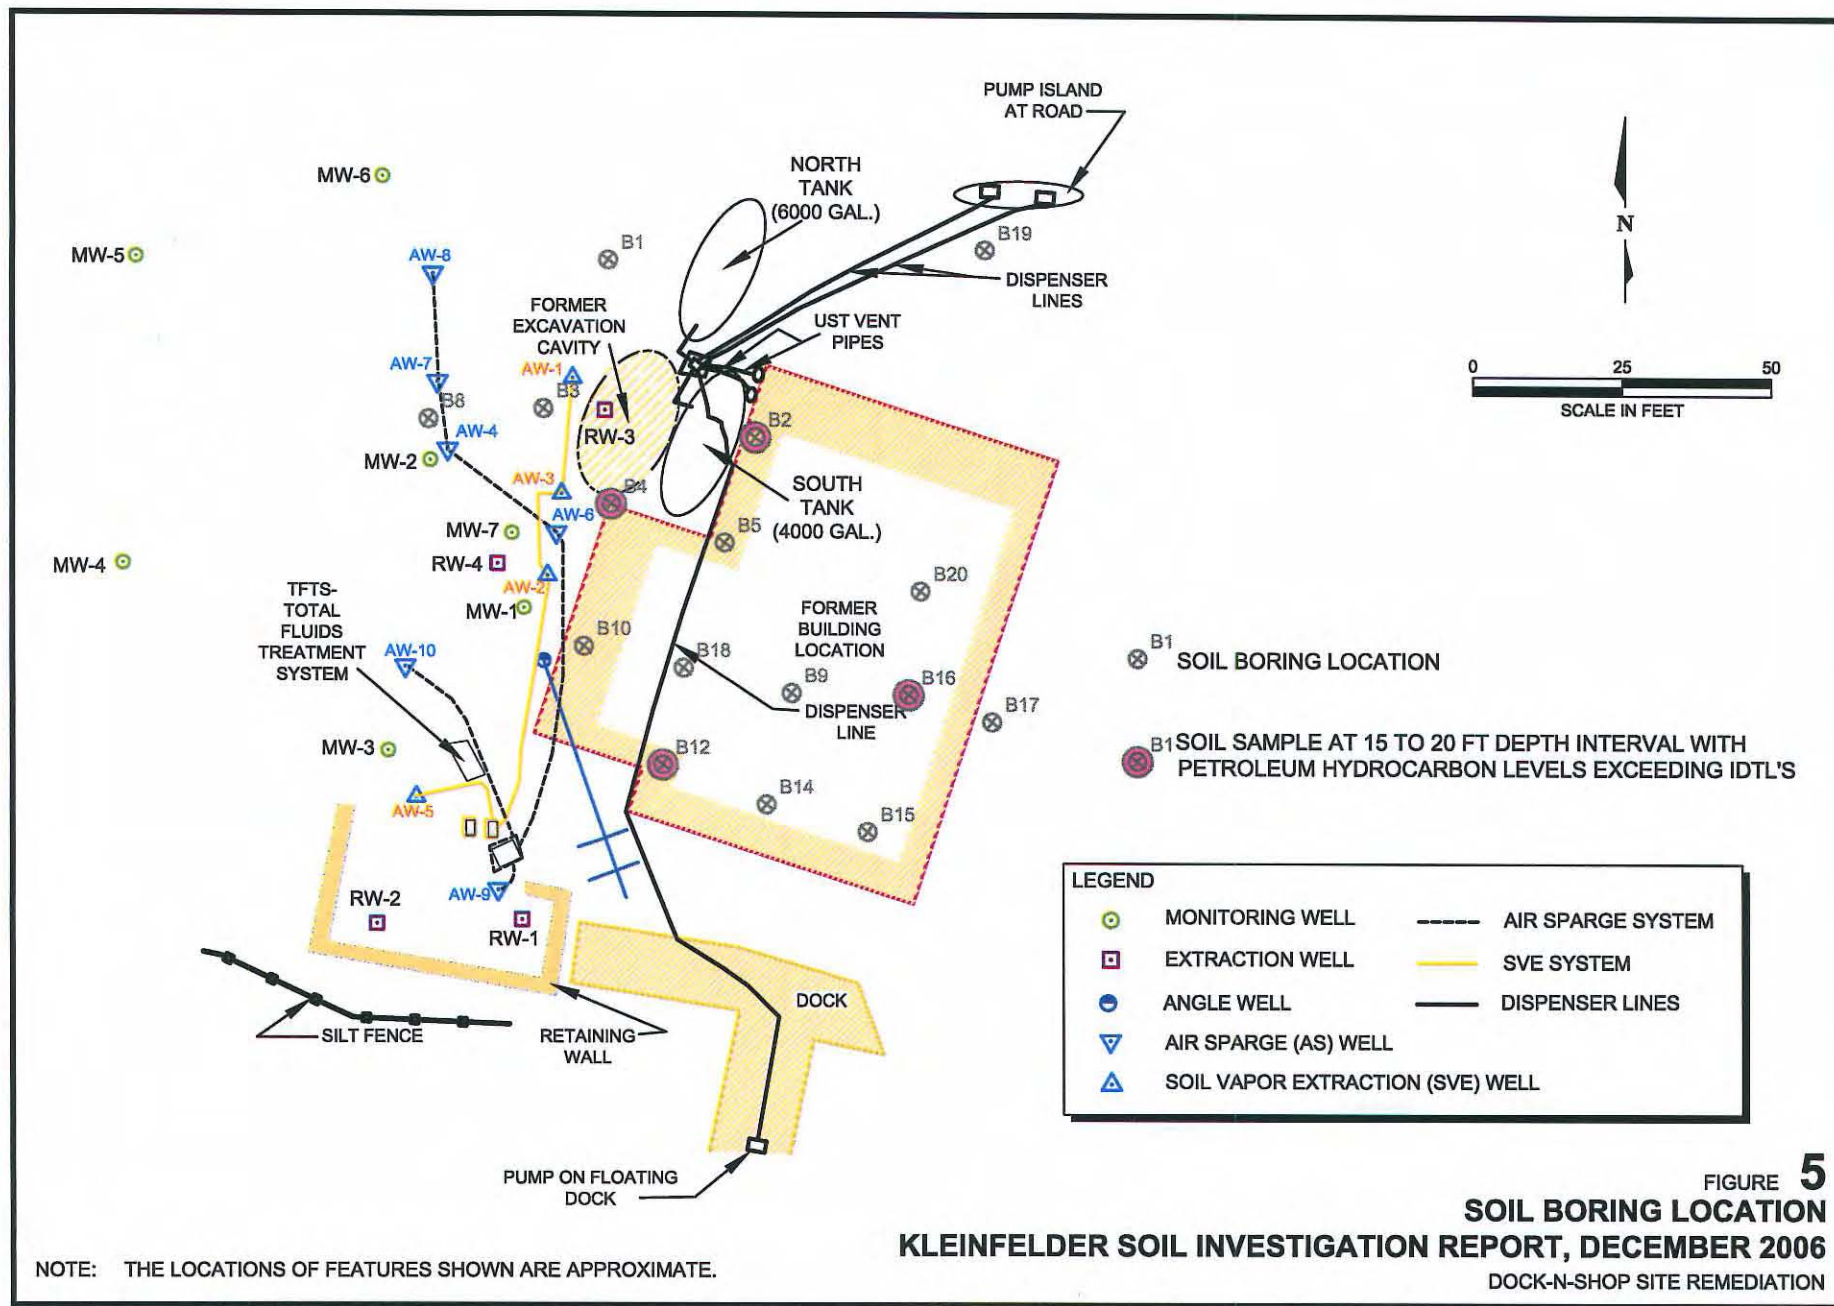 PUMP ISLAND
AT ROAD
MW-6
NORTH
TANK
(6000 GAL.)
B1
B19
MW-5
AW-8
DISPENSER
LINES
N
FORMER
EXCAVATION
CAVITY
UST VENT
PIPES
AW-7
AW-1
B3
B8
RW-3
0 25 50
SCALE IN FEET
AW-4
MW-2
B2
AW-3
B4
SOUTH
TANK
(4000 GAL.)
AW-6
B5
MW-7
RW-4
MW-4
AW-2
MW-1
B20
TFTS-
TOTAL
FLUIDS
TREATMENT
SYSTEM
FORMER
BUILDING
LOCATION
B10
AW-10
B18
B9
B16
B17
DISPENSER
LINE
B1 SOIL BORING LOCATION
B1 SOIL SAMPLE AT 15 TO 20 FT DEPTH INTERVAL WITH
PETROLEUM HYDROCARBON LEVELS EXCEEDING IDTL'S
MW-3
B12
B14
B15
AW-5
AW-9
RW-2
RW-1
LEGEND
MONITORING WELL
EXTRACTION WELL
ANGLE WELL
AIR SPARGE (AS) WELL
SOIL VAPOR EXTRACTION (SVE) WELL
AIR SPARGE SYSTEM
SVE SYSTEM
DISPENSER LINES
DOCK
SILT FENCE
RETAINING
WALL
PUMP ON FLOATING
DOCK
FIGURE 5
SOIL BORING LOCATION
KLEINFELDER SOIL INVESTIGATION REPORT, DECEMBER 2006
DOCK-N-SHOP SITE REMEDIATION
NOTE: THE LOCATIONS OF FEATURES SHOWN ARE APPROXIMATE.